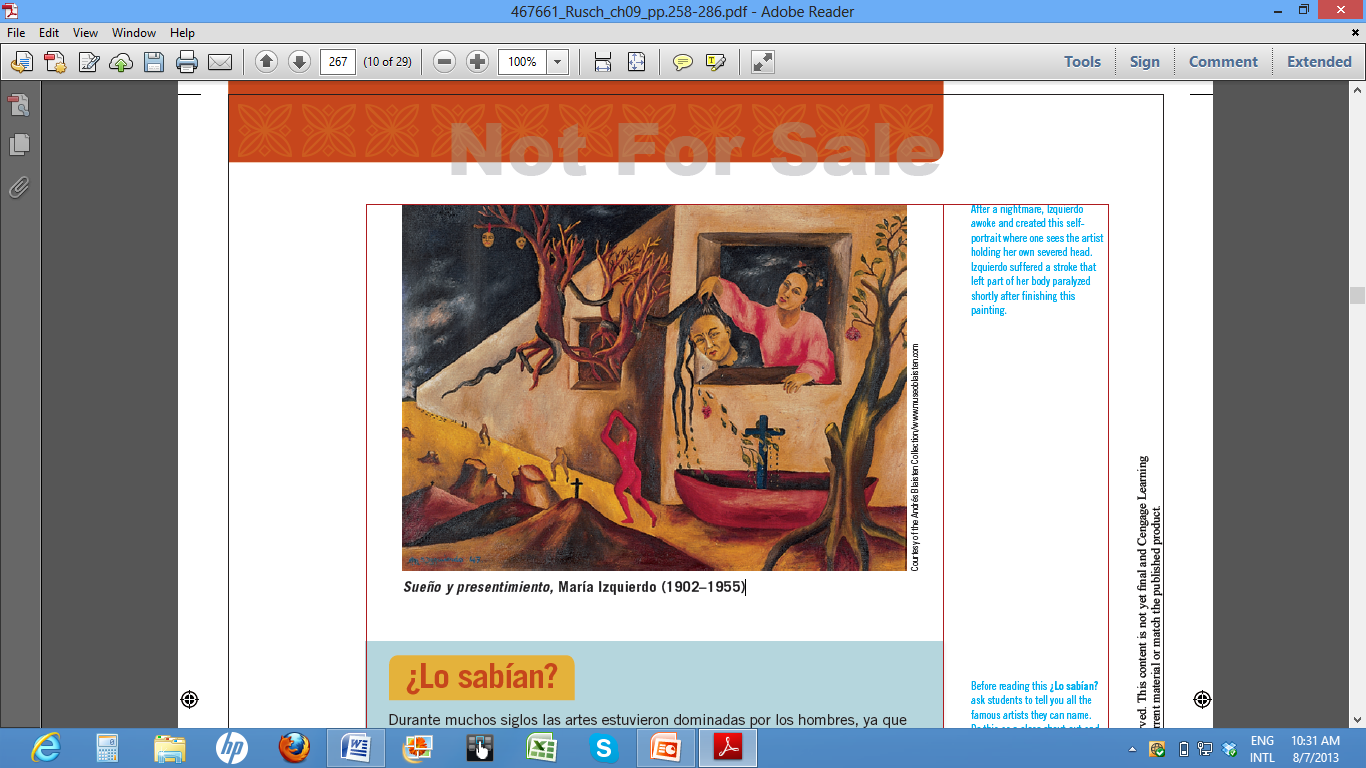 467661_Rusch_ch09_pp.258-286.pdf - Adobe Reader
File Edit View Window Help
267 (10 of 29) 100% Tools Sign Comment Extended
Not For Sale
After a nightmare, Izquierdo
awoke and created this self-
portrait where one sees the artist
holding her own severed head.
Izquierdo suffered a stroke that
left part of her body paralyzed
shortly after finishing this
painting.
Courtesy of the Andrés Blaisten Collection/www.museoblaisten.com
Sueño y presentimiento, María Izquierdo (1902–1955)
¿Lo sabían?
Durante muchos siglos las artes estuvieron dominadas por los hombres, ya que
Before reading this ¿Lo sabían?
ask students to tell you all the
famous artists they can name.
ved. This content is not yet final and Cengage Learning
rrent material or match the published product.
ENG
INTL
10:31 AM
8/7/2013